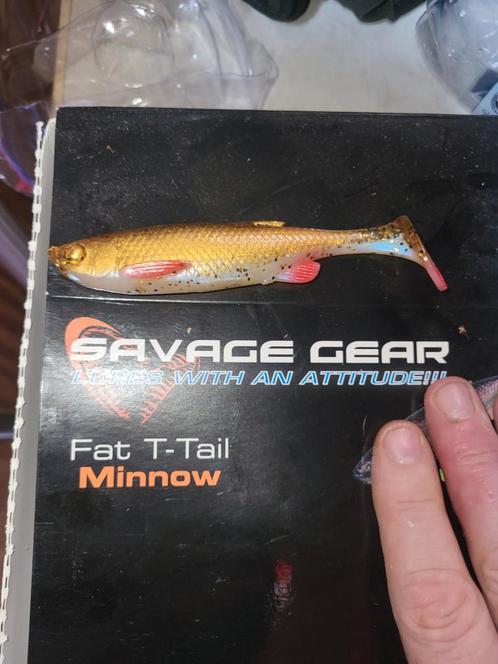 SAVAGE GEAR
LURES WITH AN ATTITUDE!!!
Fat T-Tail
Minnow